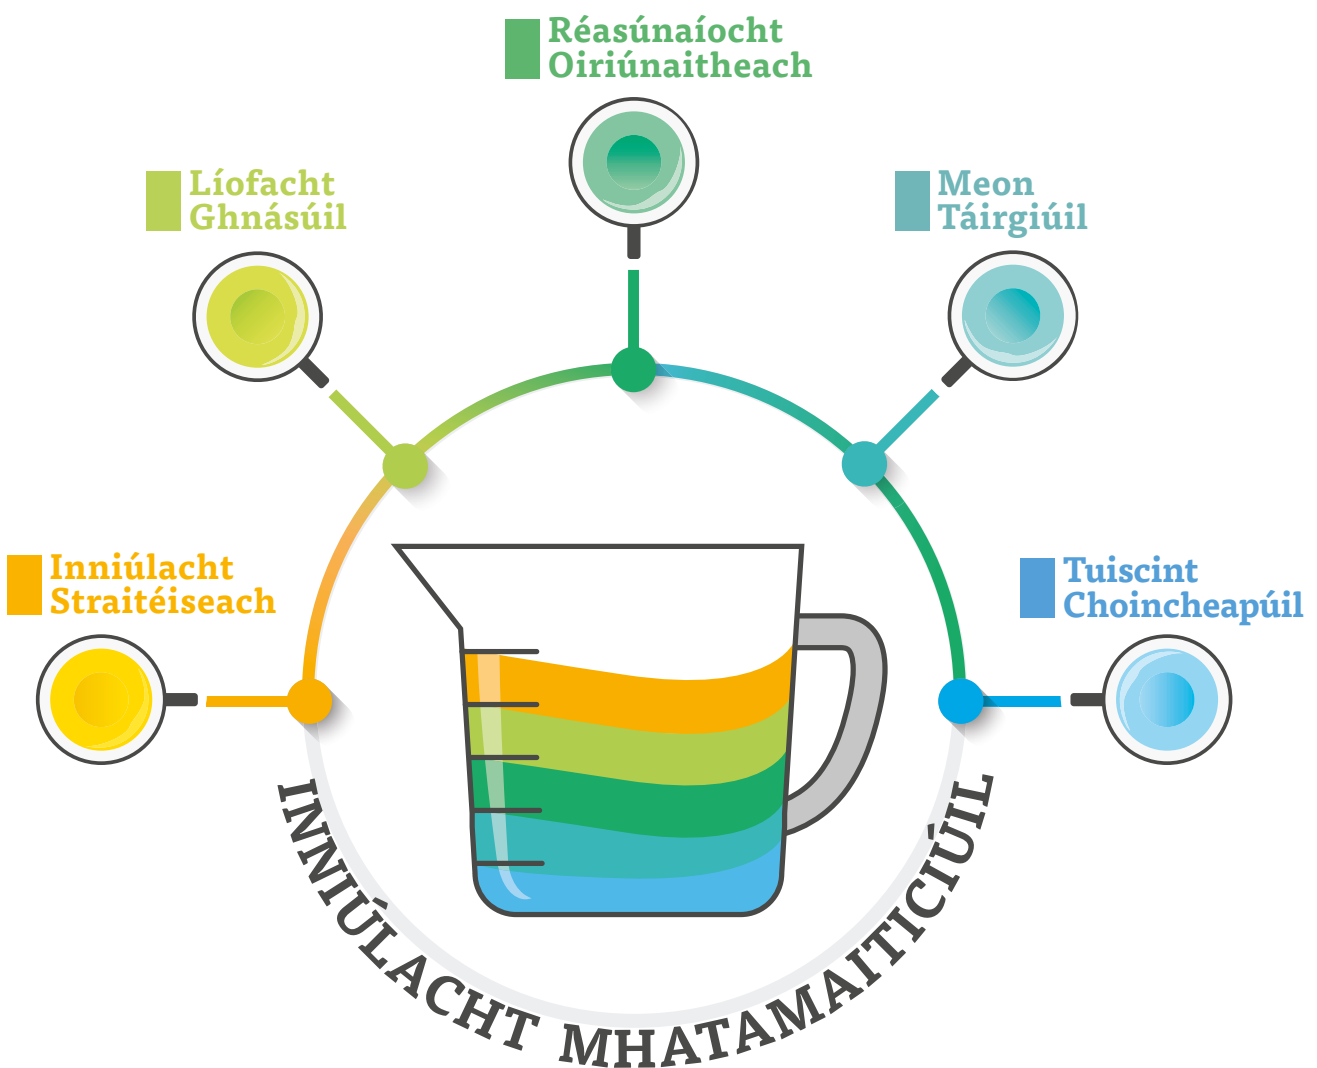 Réasúnaíocht
Oiriúnaitheach
Líofacht
Ghnásúil
Meon
Táirgiúil
Inniúlacht
Straitéiseach
Tuiscint
Choincheapúil
INNIÚLACHT MHATAMAITICIÚIL